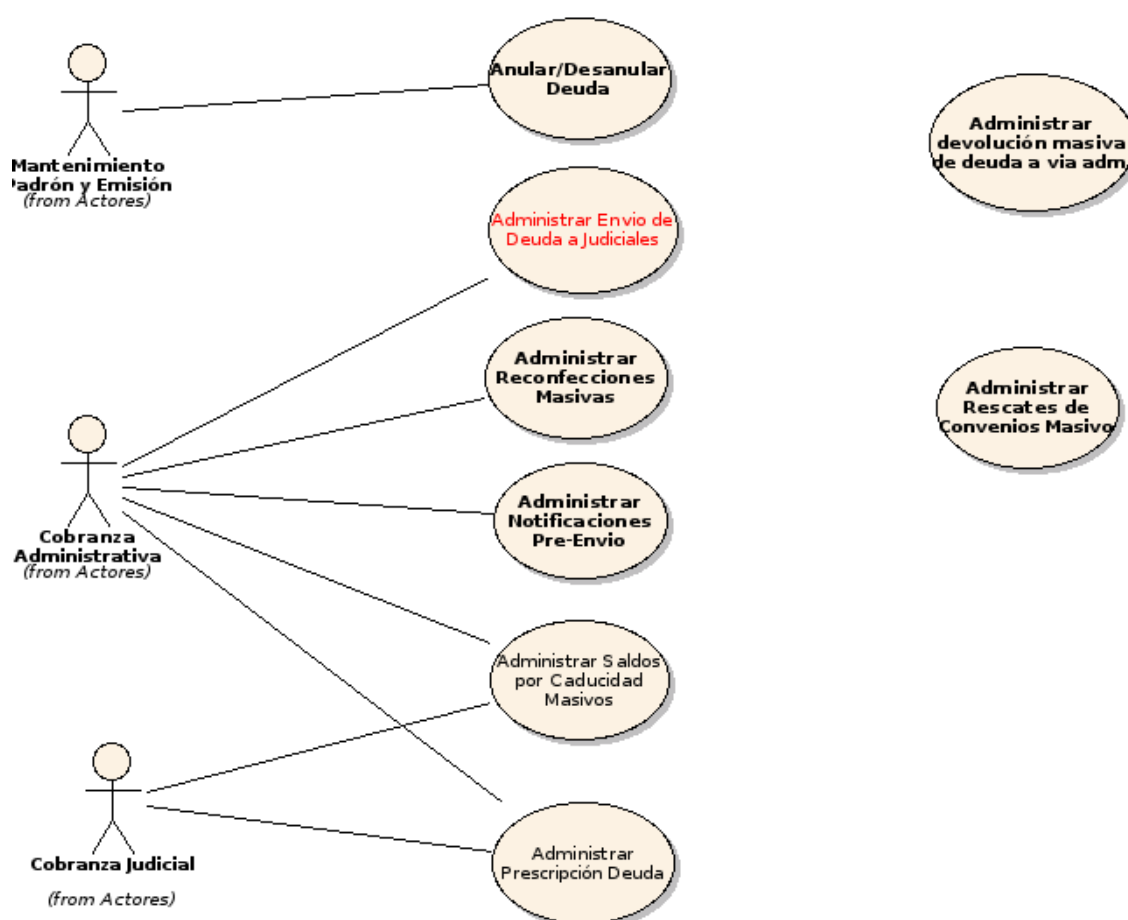 Anular/Desanular
Deuda
Mantenimiento
Padrón y Emisión
(from Actores)
Administrar
devolución masiva
de deuda a via adm.
Administrar Envio de
Deuda a Judiciales
Administrar
Reconfecciones
Masivas
Administrar
Rescates de
Convenios Masivo
Cobranza
Administrativa
(from Actores)
Administrar
Notificaciones
Pre-Envio
Administrar Saldos
por Caducidad
Masivos
Cobranza Judicial
(from Actores)
Administrar
Prescripción Deuda